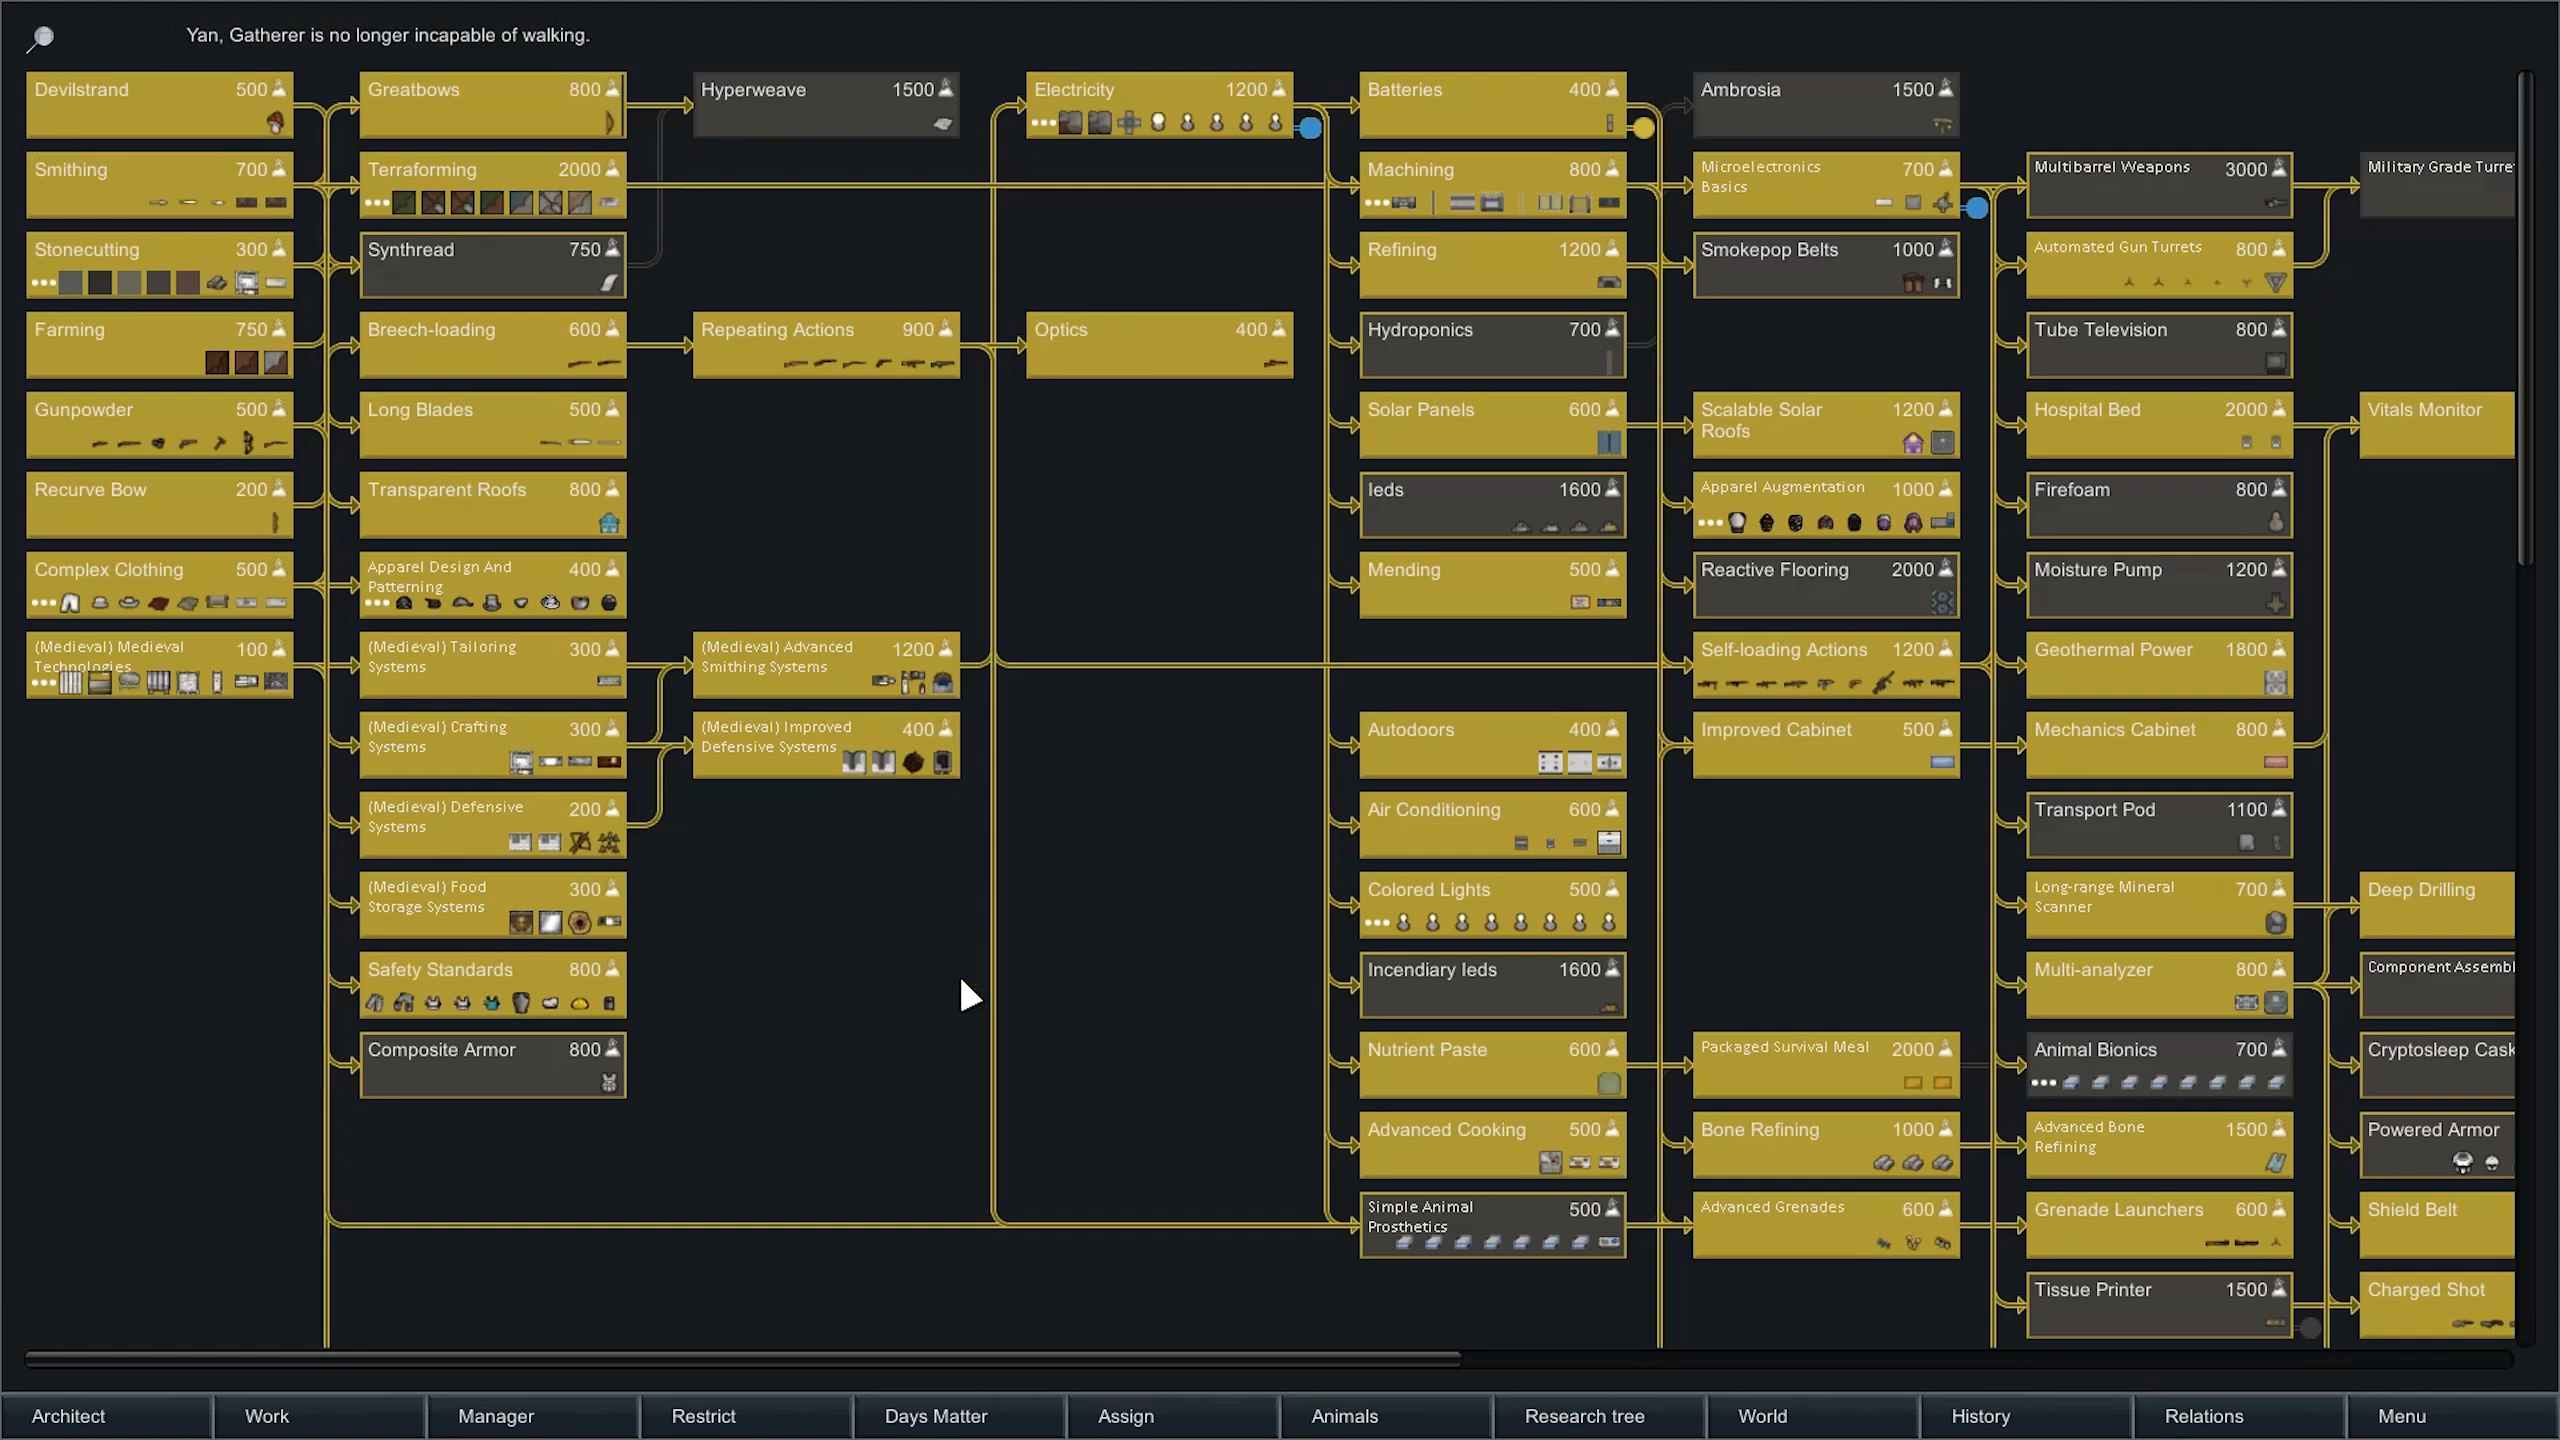 Yan, Gatherer is no longer incapable of walking.
Devilstrand 500
Greatbows 800
Hyperweave 1500
Electricity 1200
Batteries 400
Ambrosia 1500
Smithing 700
Terraforming 2000
Machining 800
Microelectronics
Basics 700
Multibarrel Weapons 3000
Military Grade Turre
Stonecutting 300
Synthread 750
Refining 1200
Smokepop Belts 1000
Automated Gun Turrets 800
Farming 750
Breech-loading 600
Repeating Actions 900
Optics 400
Hydroponics 700
Tube Television 800
Gunpowder 500
Long Blades 500
Solar Panels 600
Scalable Solar
Roofs 1200
Hospital Bed 2000
Vitals Monitor
Recurve Bow 200
Transparent Roofs 800
Ieds 1600
Apparel Augmentation 1000
Firefoam 800
Complex Clothing 500
Apparel Design And
Patterning 400
Mending 500
Reactive Flooring 2000
Moisture Pump 1200
(Medieval) Medieval
Technologies 100
(Medieval) Tailoring
Systems 300
(Medieval) Advanced
Smithing Systems 1200
Self-loading Actions 1200
Geothermal Power 1800
(Medieval) Crafting
Systems 300
(Medieval) Improved
Defensive Systems 400
Autodoors 400
Improved Cabinet 500
Mechanics Cabinet 800
(Medieval) Defensive
Systems 200
Air Conditioning 600
Transport Pod 1100
(Medieval) Food
Storage Systems 300
Colored Lights 500
Long-range Mineral
Scanner 700
Deep Drilling
Safety Standards 800
Incendiary Ieds 1600
Multi-analyzer 800
Component Assembl
Composite Armor 800
Nutrient Paste 600
Packaged Survival Meal 2000
Animal Bionics 700
Cryptosleep Cask
Advanced Cooking 500
Bone Refining 1000
Advanced Bone
Refining 1500
Powered Armor
Simple Animal
Prosthetics 500
Advanced Grenades 600
Grenade Launchers 600
Shield Belt
Tissue Printer 1500
Charged Shot
Architect
Work
Manager
Restrict
Days Matter
Assign
Animals
Research tree
World
History
Relations
Menu